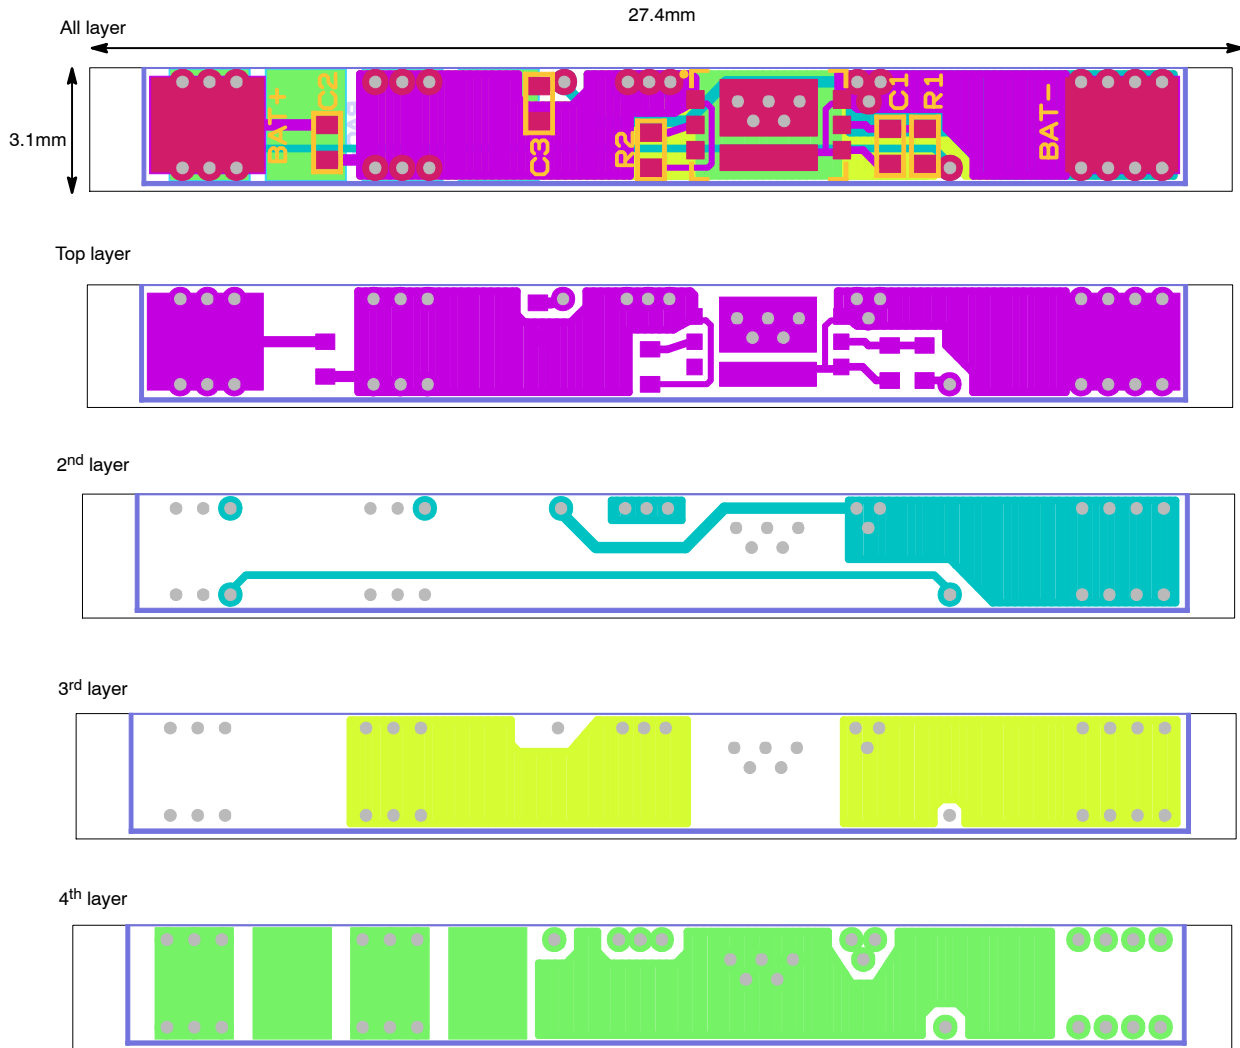 27.4mm
All layer
3.1mm
BAT+
C2
C3
R2
C1
R1
BAT-
Top layer
2nd layer
3rd layer
4th layer